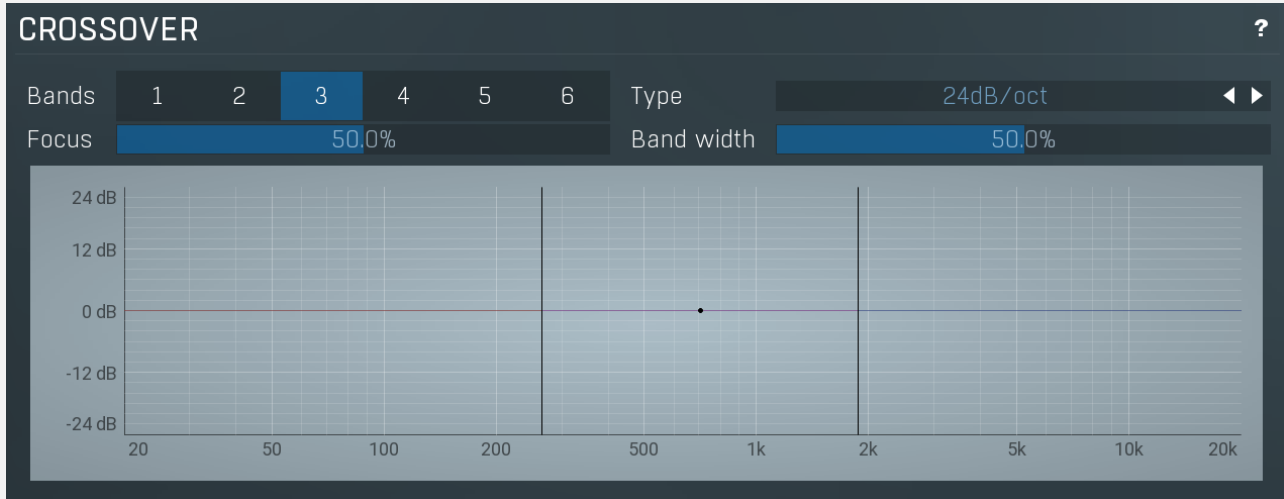 CROSSOVER ?
Bands 1 2 3 4 5 6 Type 24dB/oct
Focus 50.0% Band width 50.0%
24 dB
12 dB
0 dB
-12 dB
-24 dB
20 50 100 200 500 1k 2k 5k 10k 20k